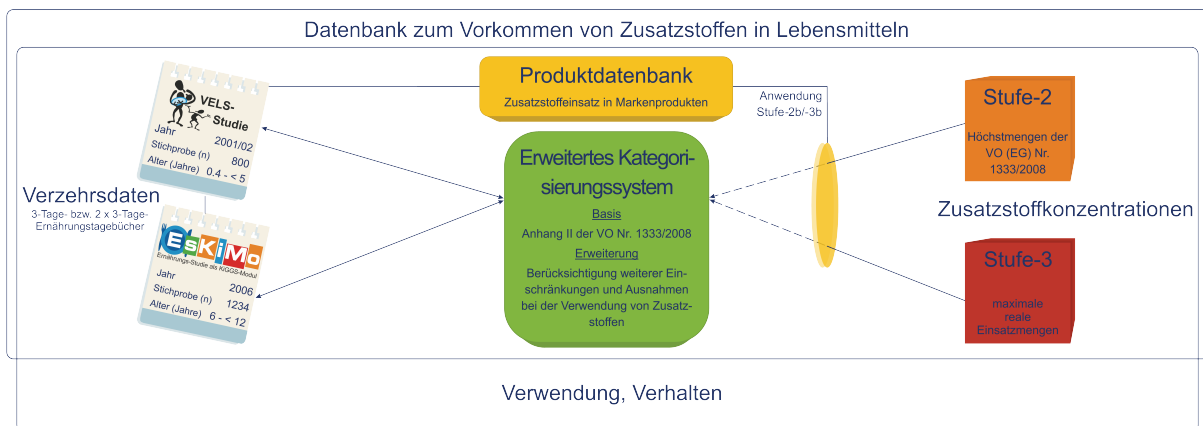 Datenbank zum Vorkommen von Zusatzstoffen in Lebensmitteln
VELS-
Studie
Jahr 2001/02
Stichprobe (n) 800
Alter (Jahre) 0.4 - < 5
Verzehrsdaten
3-Tage- bzw. 2 x 3-Tage-
Ernährungstagebücher
EsKiMo
Ernährungs-Studie als KiGGS-Modul
Jahr 2006
Stichprobe (n) 1234
Alter (Jahre) 6 - < 12
Produktdatenbank
Zusatzstoffeinsatz in Markenprodukten
Erweitertes Kategori-
sierungssystem
Basis
Anhang II der VO Nr. 1333/2008
Erweiterung
Berücksichtigung weiterer Ein-
schränkungen und Ausnahmen
bei der Verwendung von Zusatz-
stoffen
Anwendung
Stufe-2b/-3b
Stufe-2
Höchstmengen der
VO (EG) Nr.
1333/2008
Zusatzstoffkonzentrationen
Stufe-3
maximale
reale
Einsatzmengen
Verwendung, Verhalten